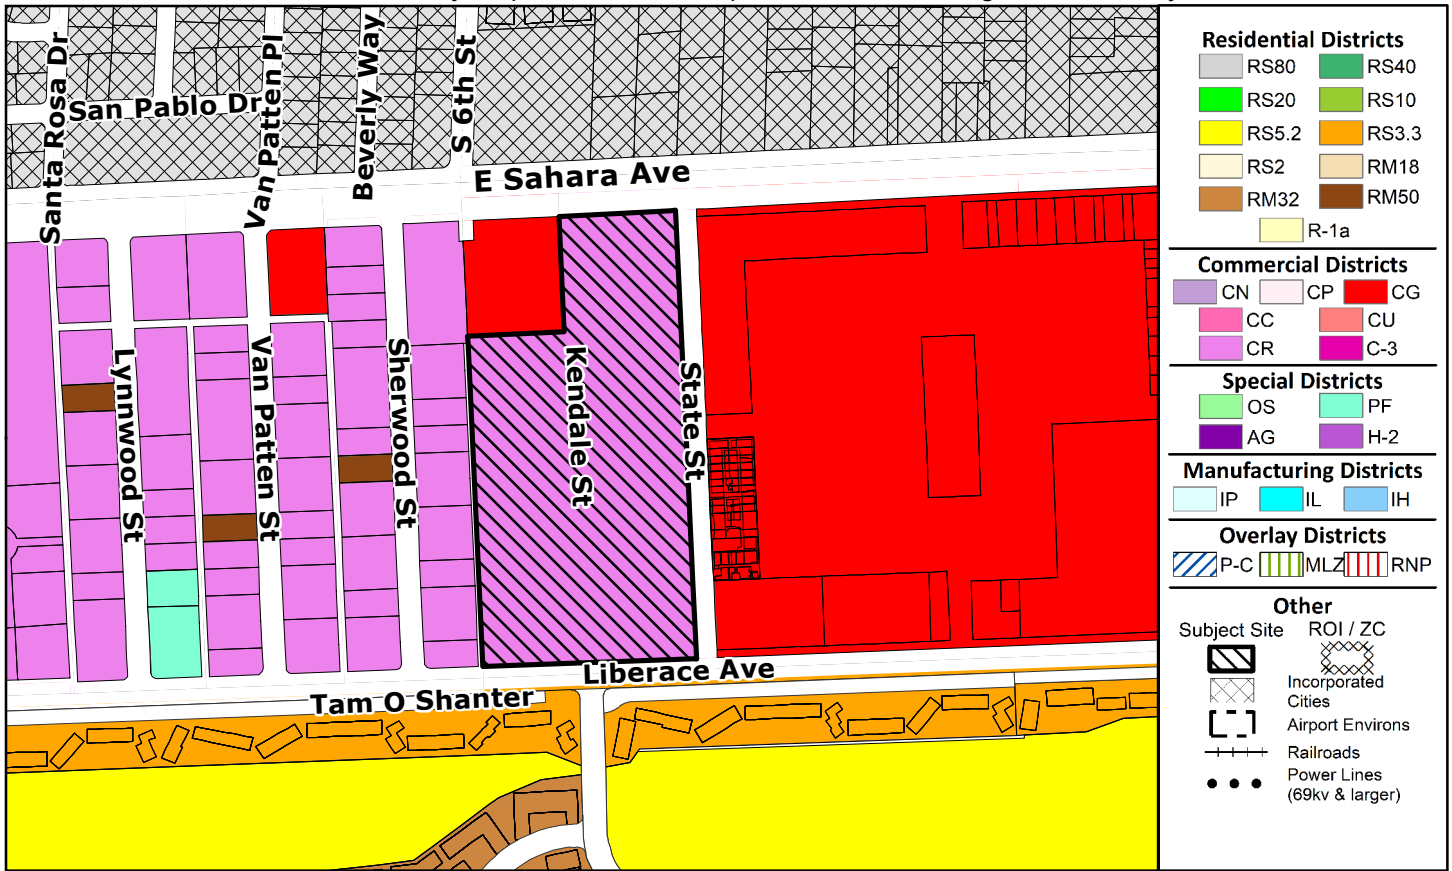 Santa Rosa Dr
San Pablo Dr
Van Patten Pl
Beverly Way
S 6th St
E Sahara Ave
Lynnwood St
Van Patten St
Sherwood St
Kendale St
State St
Liberace Ave
Tam O Shanter
Residential Districts
RS80 RS40
RS20 RS10
RS5.2 RS3.3
RS2 RM18
RM32 RM50
R-1a
Commercial Districts
CN CP CG
CC CU
CR C-3
Special Districts
OS PF
AG H-2
Manufacturing Districts
IP IL IH
Overlay Districts
P-C MLZ RNP
Other
Subject Site ROI / ZC
Incorporated
Cities
Airport Environs
Railroads
Power Lines
(69kv & larger)